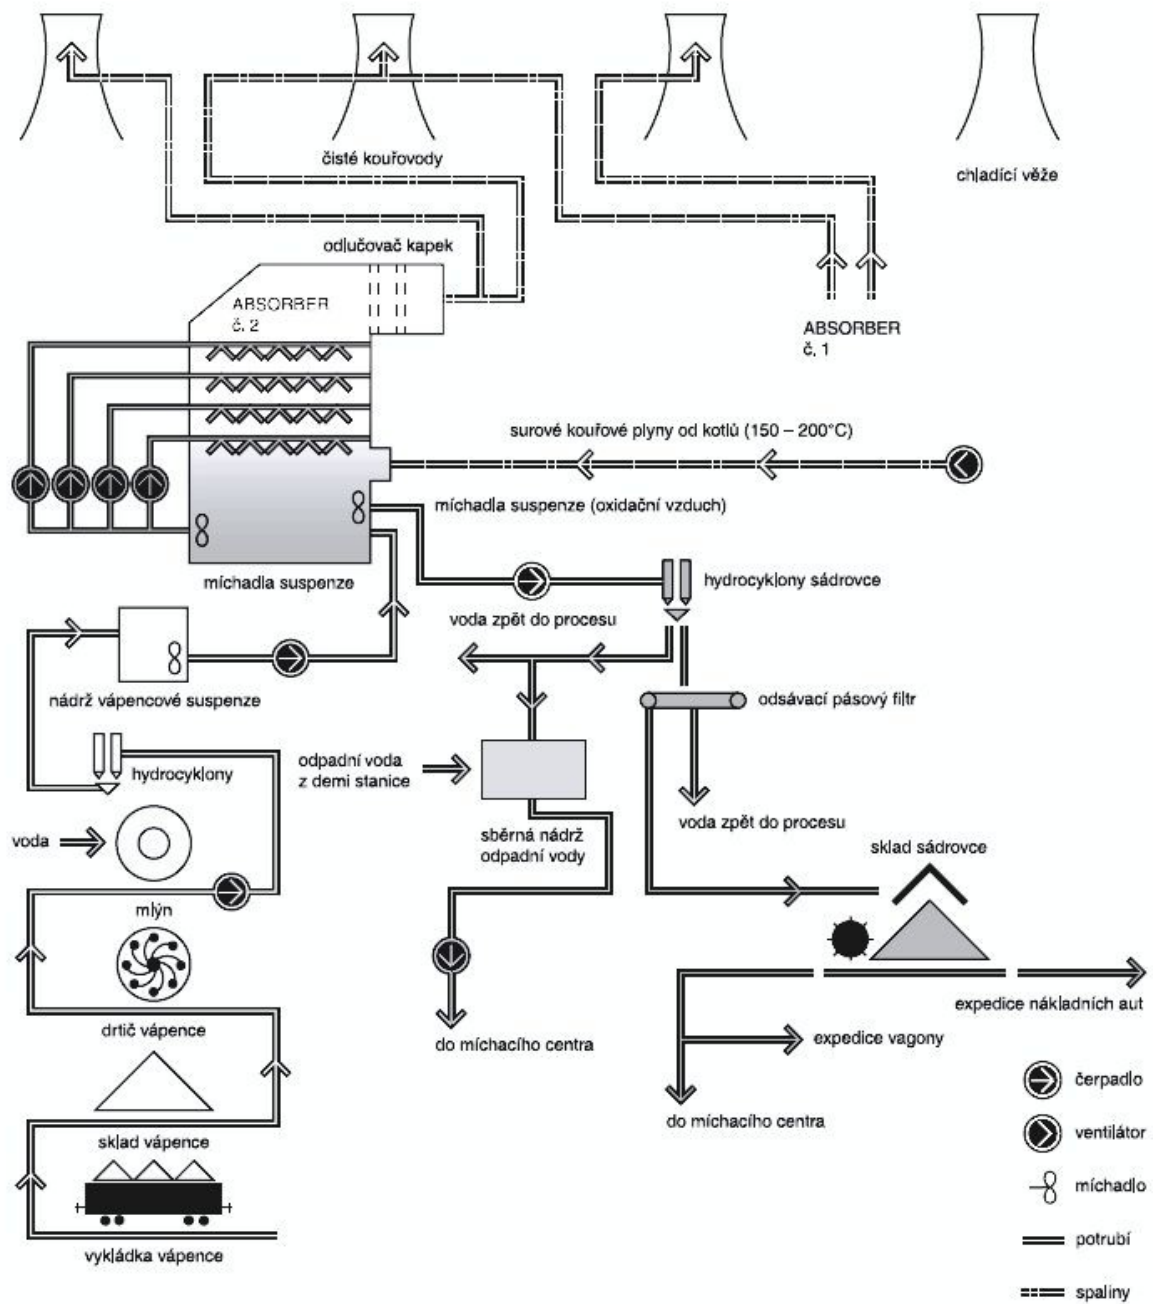 čisté kouřovody
chladící věže
odlučovač kapek
ABSORBER
č. 2
ABSORBER
č. 1
surové kouřové plyny od kotlů (150 – 200°C)
míchadla suspenze (oxidační vzduch)
míchadla suspenze
hydrocyklony sádrovce
voda zpět do procesu
nádrž vápencové suspenze
odsávací pásový filtr
odpadní voda
z demi stanice
hydrocyklony
voda
sběrná nádrž
odpadní vody
voda zpět do procesu
sklad sádrovce
mlýn
drtič vápence
do míchacího centra
expedice nákladních aut
expedice vagony
do míchacího centra
sklad vápence
vykládka vápence
čerpadlo
ventilátor
míchadlo
potrubí
spaliny